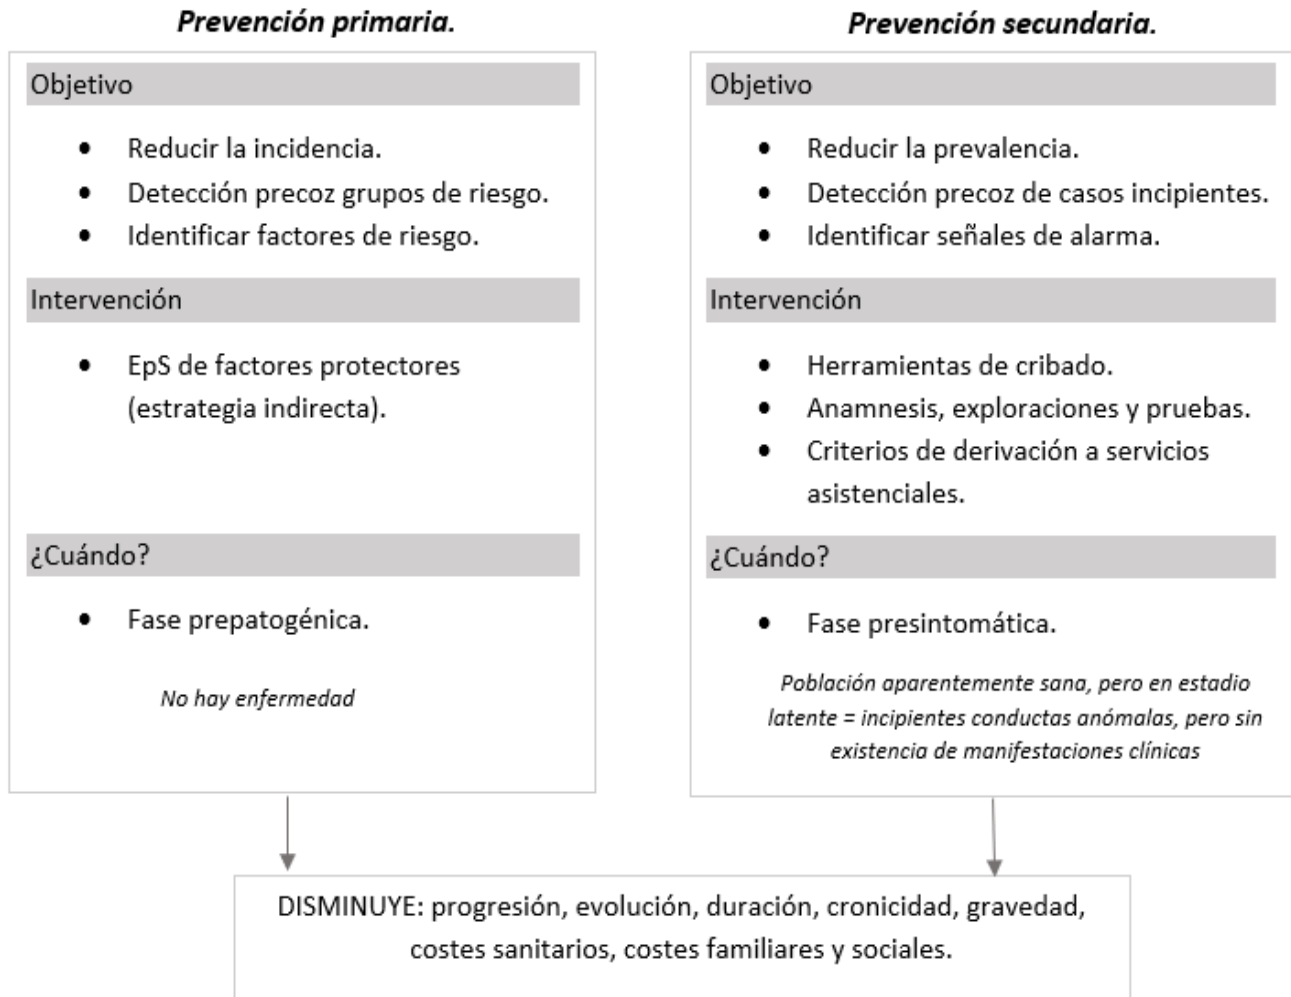 Prevención primaria.
Objetivo
Reducir la incidencia.
Detección precoz grupos de riesgo.
Identificar factores de riesgo.
Intervención
EpS de factores protectores
(estrategia indirecta).
¿Cuándo?
Fase prepatogénica.
No hay enfermedad
Prevención secundaria.
Objetivo
Reducir la prevalencia.
Detección precoz de casos incipientes.
Identificar señales de alarma.
Intervención
Herramientas de cribado.
Anamnesis, exploraciones y pruebas.
Criterios de derivación a servicios
asistenciales.
¿Cuándo?
Fase presintomática.
Población aparentemente sana, pero en estadio
latente = incipientes conductas anómalas, pero sin
existencia de manifestaciones clínicas
DISMINUYE: progresión, evolución, duración, cronicidad, gravedad,
costes sanitarios, costes familiares y sociales.